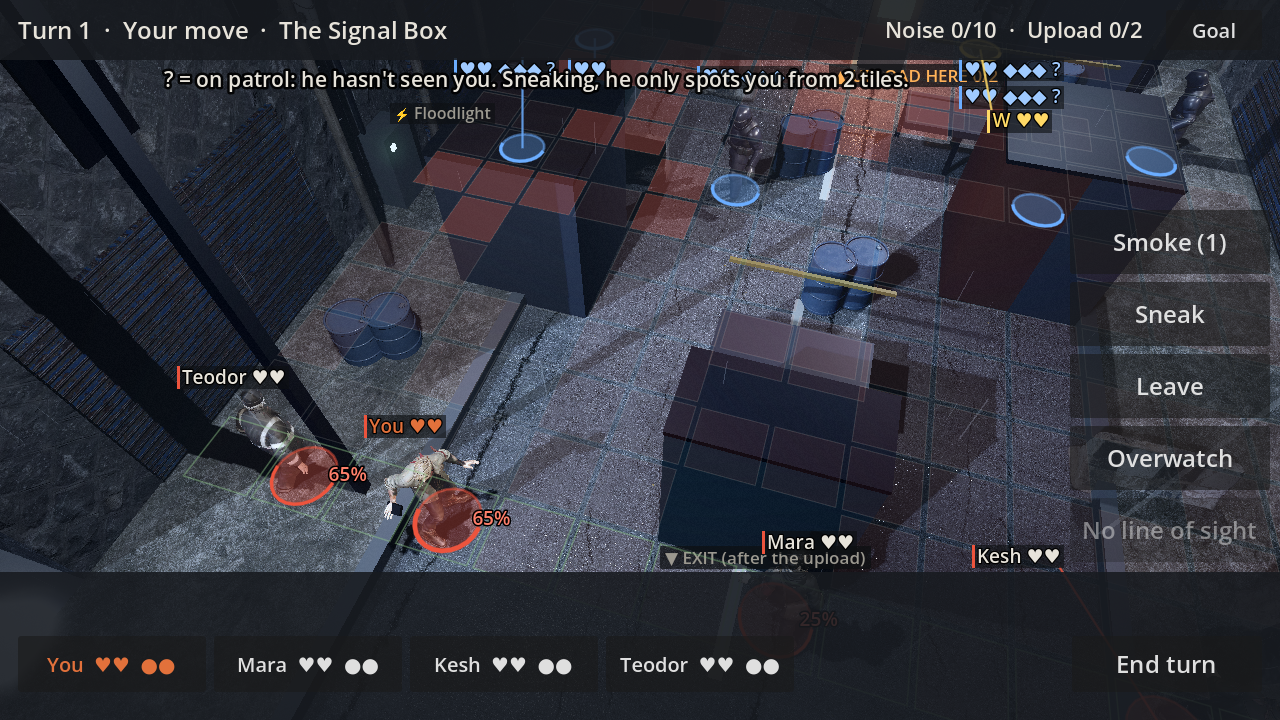 Turn 1 · Your move · The Signal Box
Noise 0/10 · Upload 0/2
Goal
? = on patrol: he hasn't seen you. Sneaking, he only spots you from 2 tiles.
?
?
W
⚡ Floodlight
Smoke (1)
Sneak
Leave
Overwatch
No line of sight
Teodor ♥♥
You ♥♥
65%
65%
Mara ♥♥
▼ EXIT (after the upload)
Kesh ♥♥
25%
You ♥♥ ●●
Mara ♥♥ ●●
Kesh ♥♥ ●●
Teodor ♥♥ ●●
End turn